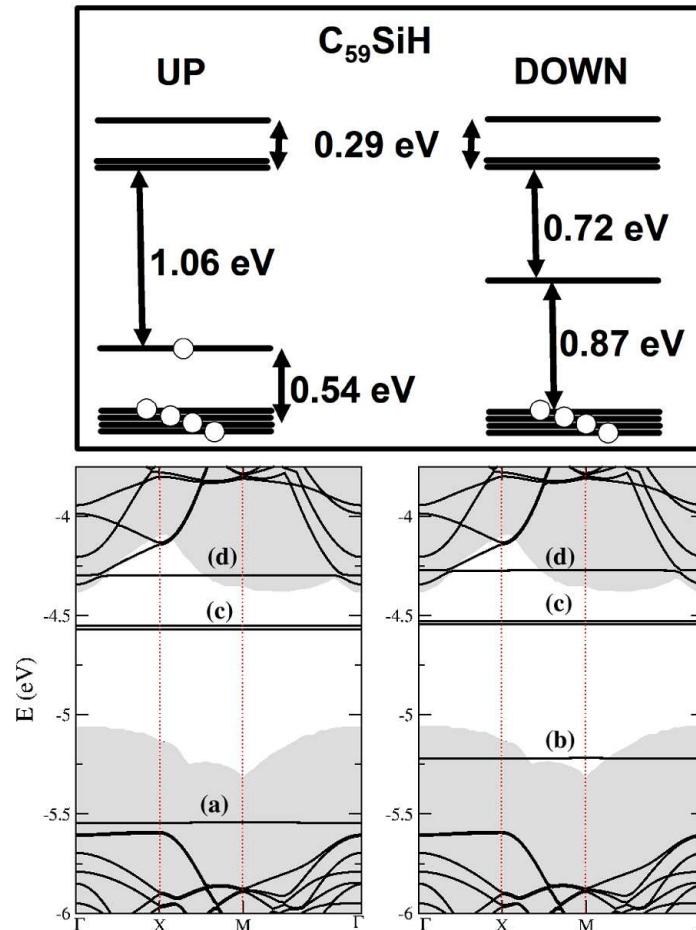 C₅₉SiH
UP DOWN
0.29 eV
1.06 eV 0.72 eV
0.54 eV 0.87 eV
-4 (d) (d)
-4.5 (c) -4.5 (c)
E (eV)
-5 -5 (b)
-5.5 (a) -5.5
-6 -6
Γ X M Γ Γ X M